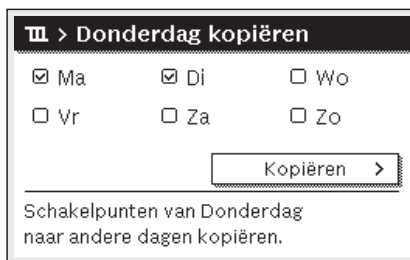 > Donderdag kopiëren
Ma Di Wo
Vr Za Zo
Kopiëren >
Schakelpunten van Donderdag
naar andere dagen kopiëren.